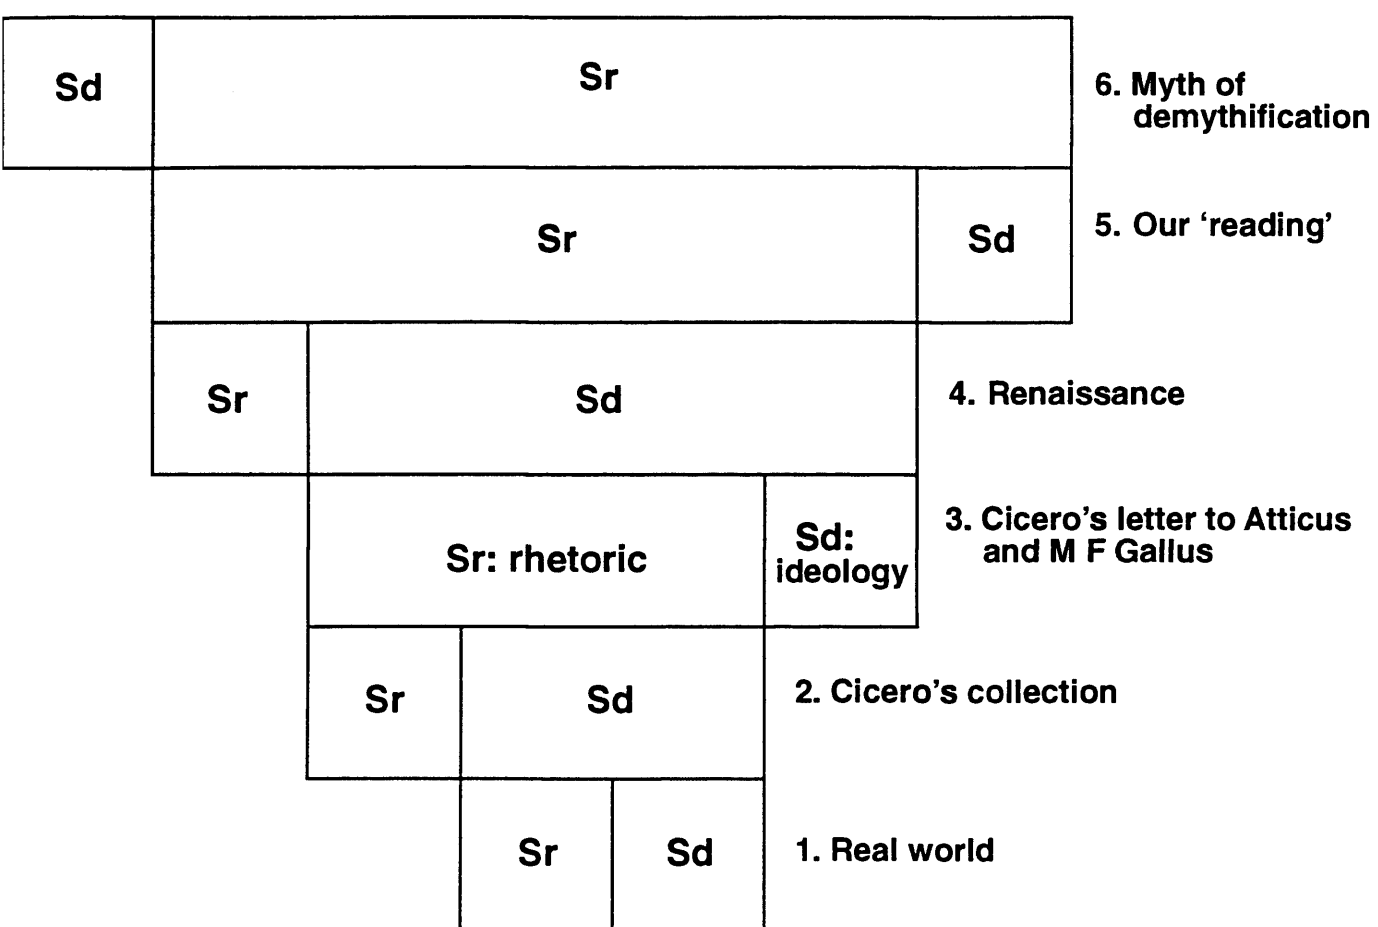 Sd
Sr
6. Myth of
demythification
Sr
Sd
5. Our ‘reading’
Sr
Sd
4. Renaissance
Sr: rhetoric
Sd:
ideology
3. Cicero’s letter to Atticus
and M F Gallus
Sr
Sd
2. Cicero’s collection
Sr
Sd
1. Real world